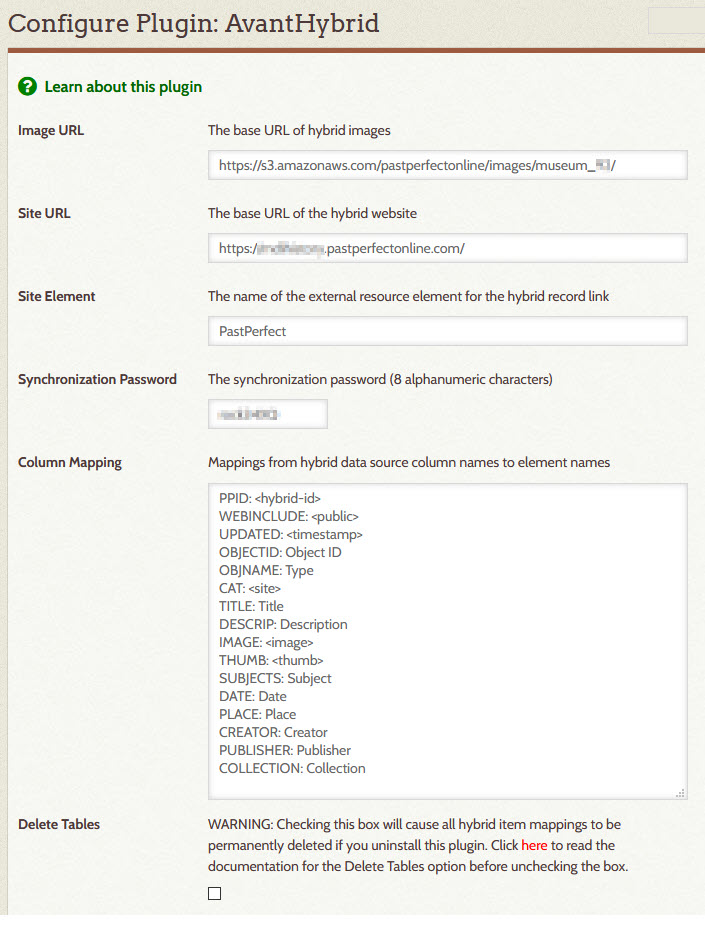 Configure Plugin: AvantHybrid
? Learn about this plugin
Image URL
The base URL of hybrid images
https://s3.amazonaws.com/pastperfectonline/images/museum_ /
Site URL
The base URL of the hybrid website
https:/ .pastperfectonline.com/
Site Element
The name of the external resource element for the hybrid record link
PastPerfect
Synchronization Password
The synchronization password (8 alphanumeric characters)
Column Mapping
Mappings from hybrid data source column names to element names
PPID: <hybrid-id>
WEBINCLUDE: <public>
UPDATED: <timestamp>
OBJECTID: Object ID
OBJNAME: Type
CAT: <site>
TITLE: Title
DESCRIP: Description
IMAGE: <image>
THUMB: <thumb>
SUBJECTS: Subject
DATE: Date
PLACE: Place
CREATOR: Creator
PUBLISHER: Publisher
COLLECTION: Collection
Delete Tables
WARNING: Checking this box will cause all hybrid item mappings to be
permanently deleted if you uninstall this plugin. Click here to read the
documentation for the Delete Tables option before unchecking the box.